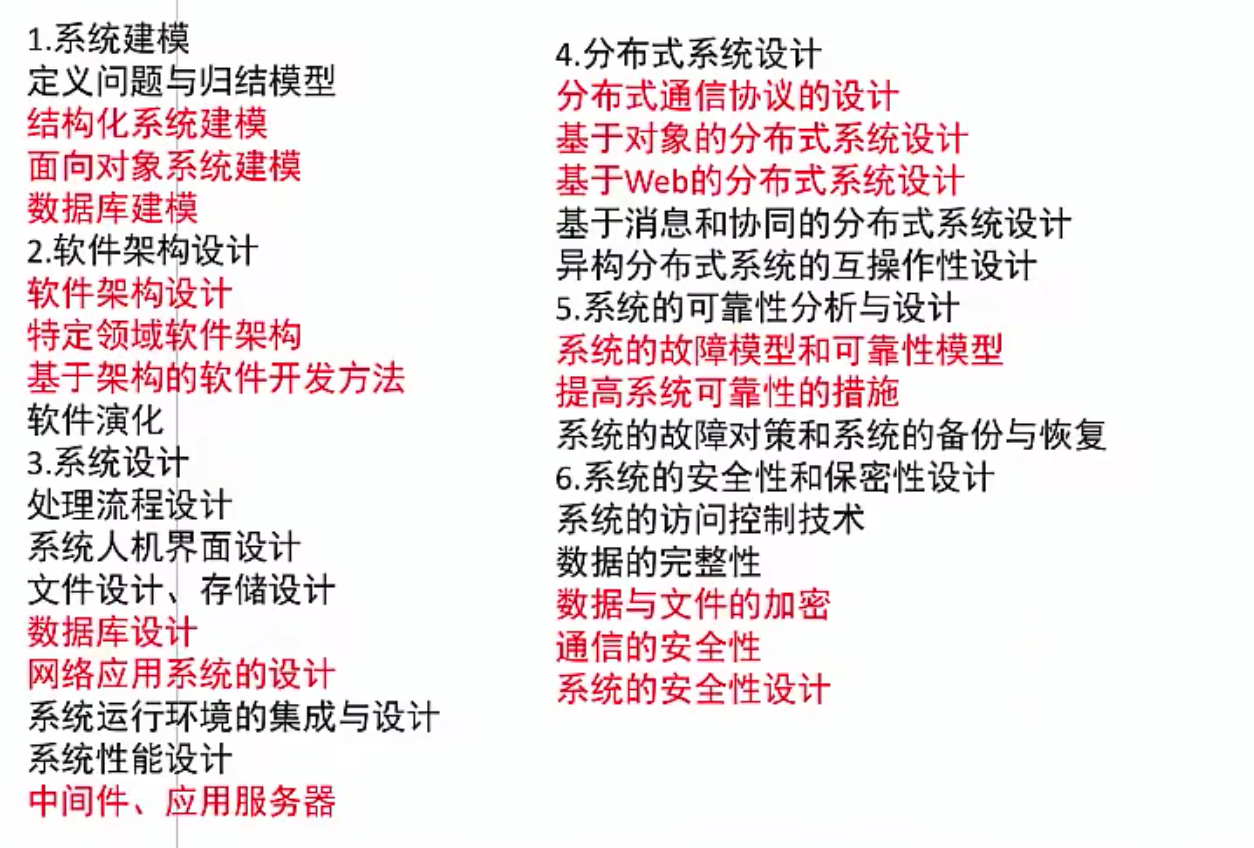 1.系统建模
定义问题与归结模型
结构化系统建模
面向对象系统建模
数据库建模
2.软件架构设计
软件架构设计
特定领域软件架构
基于架构的软件开发方法
软件演化
3.系统设计
处理流程设计
系统人机界面设计
文件设计、存储设计
数据库设计
网络应用系统的设计
系统运行环境的集成与设计
系统性能设计
中间件、应用服务器
4.分布式系统设计
分布式通信协议的设计
基于对象的分布式系统设计
基于Web的分布式系统设计
基于消息和协同的分布式系统设计
异构分布式系统的互操作性设计
5.系统的可靠性分析与设计
系统的故障模型和可靠性模型
提高系统可靠性的措施
系统的故障对策和系统的备份与恢复
6.系统的安全性和保密性设计
系统的访问控制技术
数据的完整性
数据与文件的加密
通信的安全性
系统的安全性设计